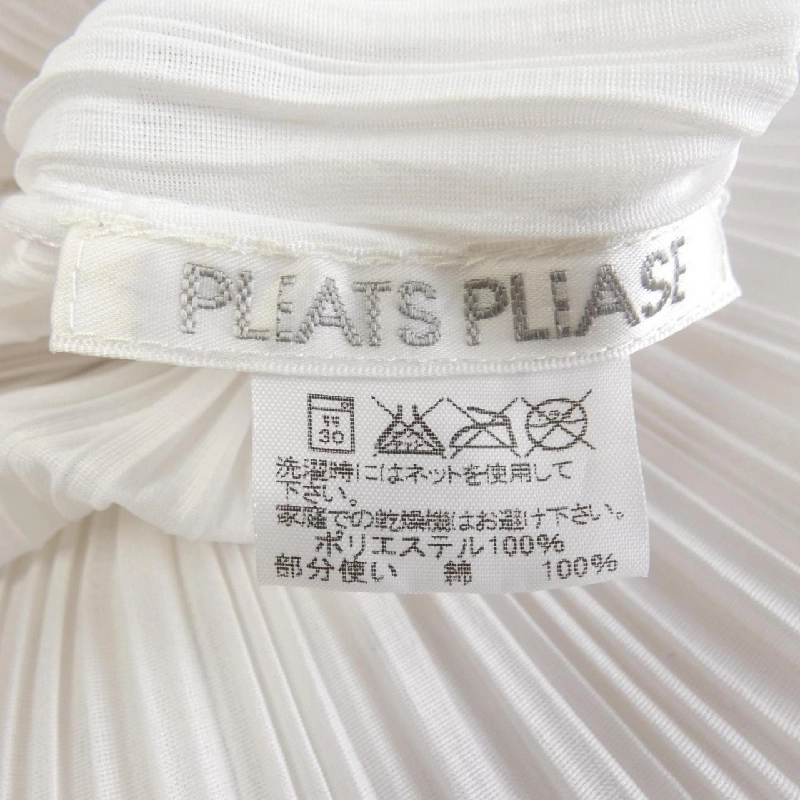 PLEATS PLEASE
弱
30
洗濯時にはネットを使用して
下さい。
家庭での乾燥機はお避け下さい。
ポリエステル100%
部分使い 綿 100%